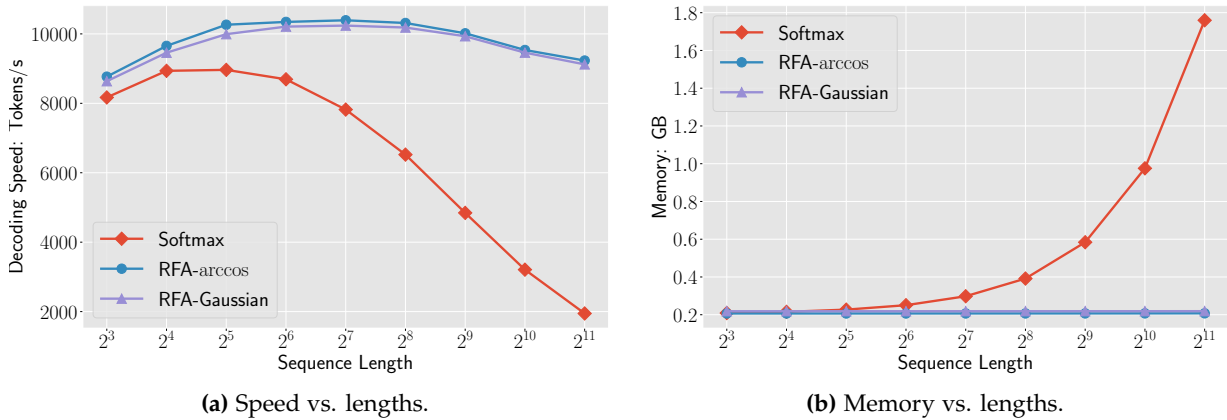 10000
8000
6000
4000
2000
Decoding Speed: Tokens/s
Softmax
RFA-arccos
RFA-Gaussian
2^3 2^4 2^5 2^6 2^7 2^8 2^9 2^10 2^11
Sequence Length
(a) Speed vs. lengths.
1.8
1.6
1.4
1.2
1.0
0.8
0.6
0.4
0.2
Memory: GB
Softmax
RFA-arccos
RFA-Gaussian
2^3 2^4 2^5 2^6 2^7 2^8 2^9 2^10 2^11
Sequence Length
(b) Memory vs. lengths.